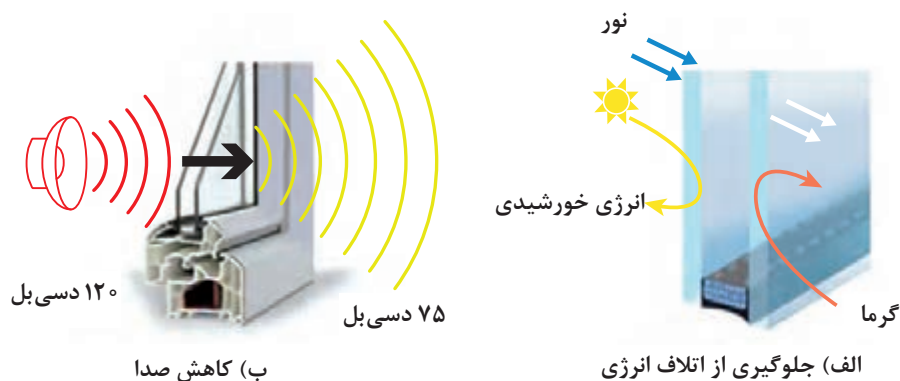 نور
انرژی خورشیدی
گرما
الف) جلوگیری از اتلاف انرژی
۱۲۰ دسی‌بل
۷۵ دسی‌بل
ب) کاهش صدا